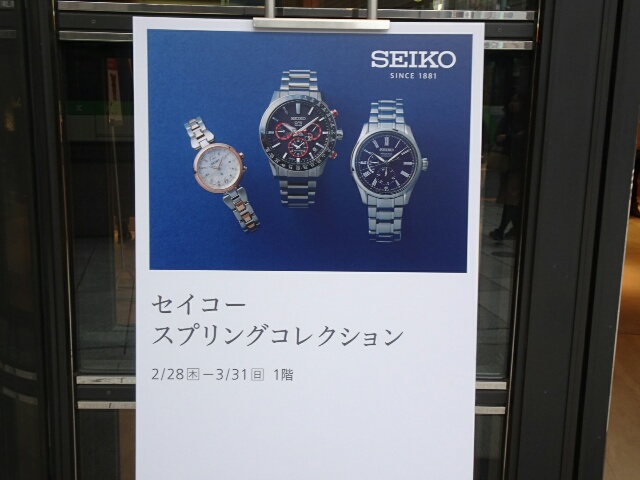 SEIKO
SINCE 1881
セイコー
スプリングコレクション
2/28木ー3/31日 1階